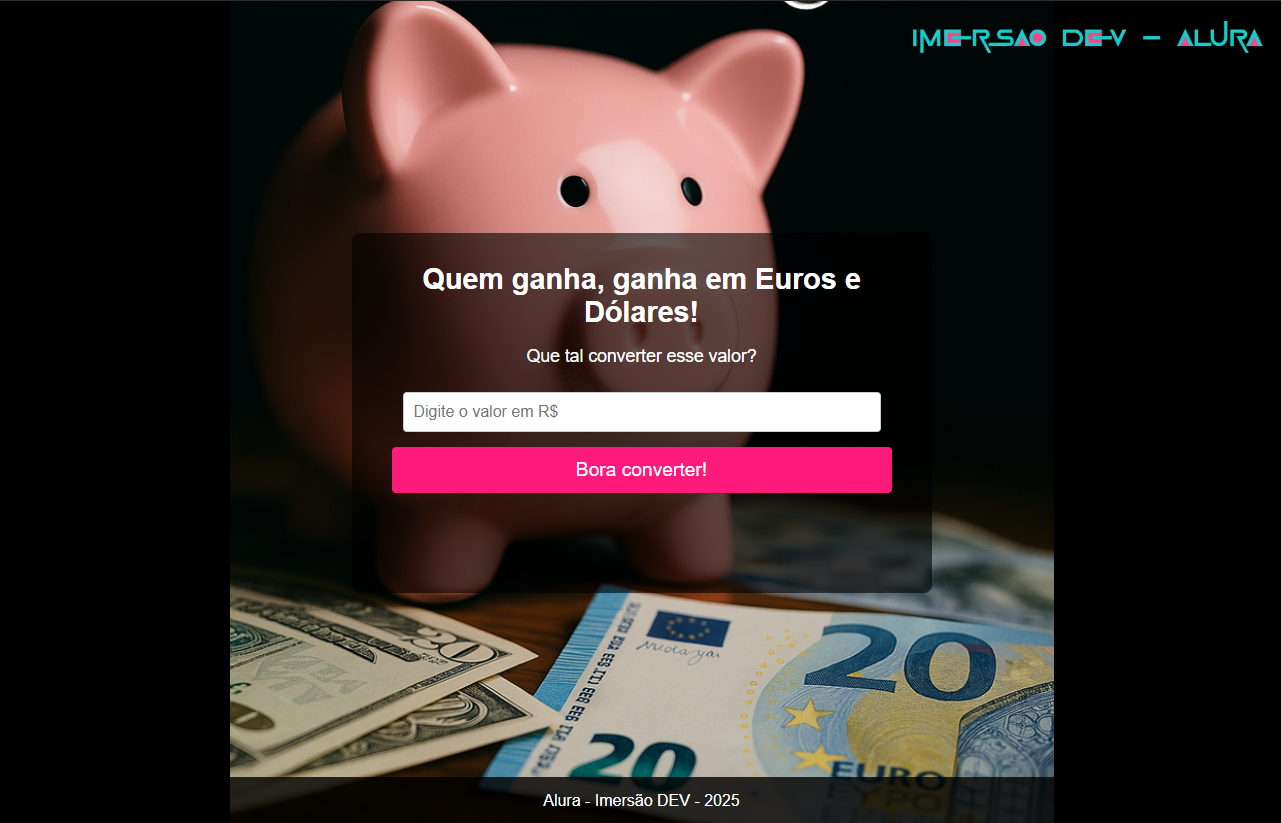 IMERSAO DEV - ALURA
Quem ganha, ganha em Euros e
Dólares!
Que tal converter esse valor?
Digite o valor em R$
Bora converter!
20
20
20
EURO
Alura - Imersão DEV - 2025